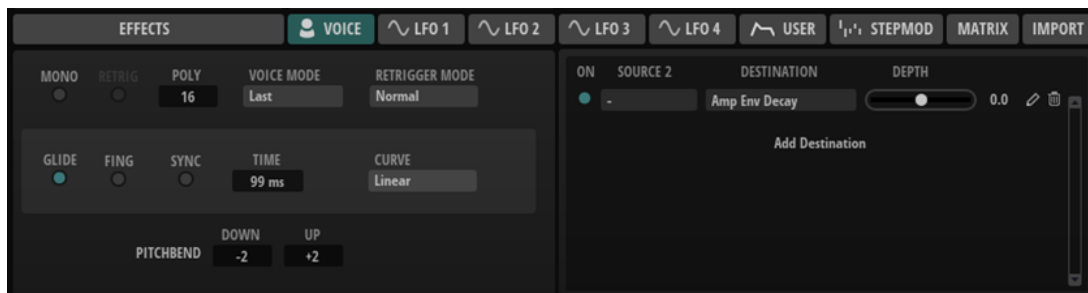 EFFECTS VOICE LFO 1 LFO 2 LFO 3 LFO 4 USER STEPMOD MATRIX IMPORT
MONO RETRIG POLY VOICE MODE RETRIGGER MODE
16 Last Normal
GLIDE FING SYNC TIME CURVE
99 ms Linear
DOWN UP
PITCHBEND -2 +2
ON SOURCE 2 DESTINATION DEPTH
- Amp Env Decay 0.0
Add Destination